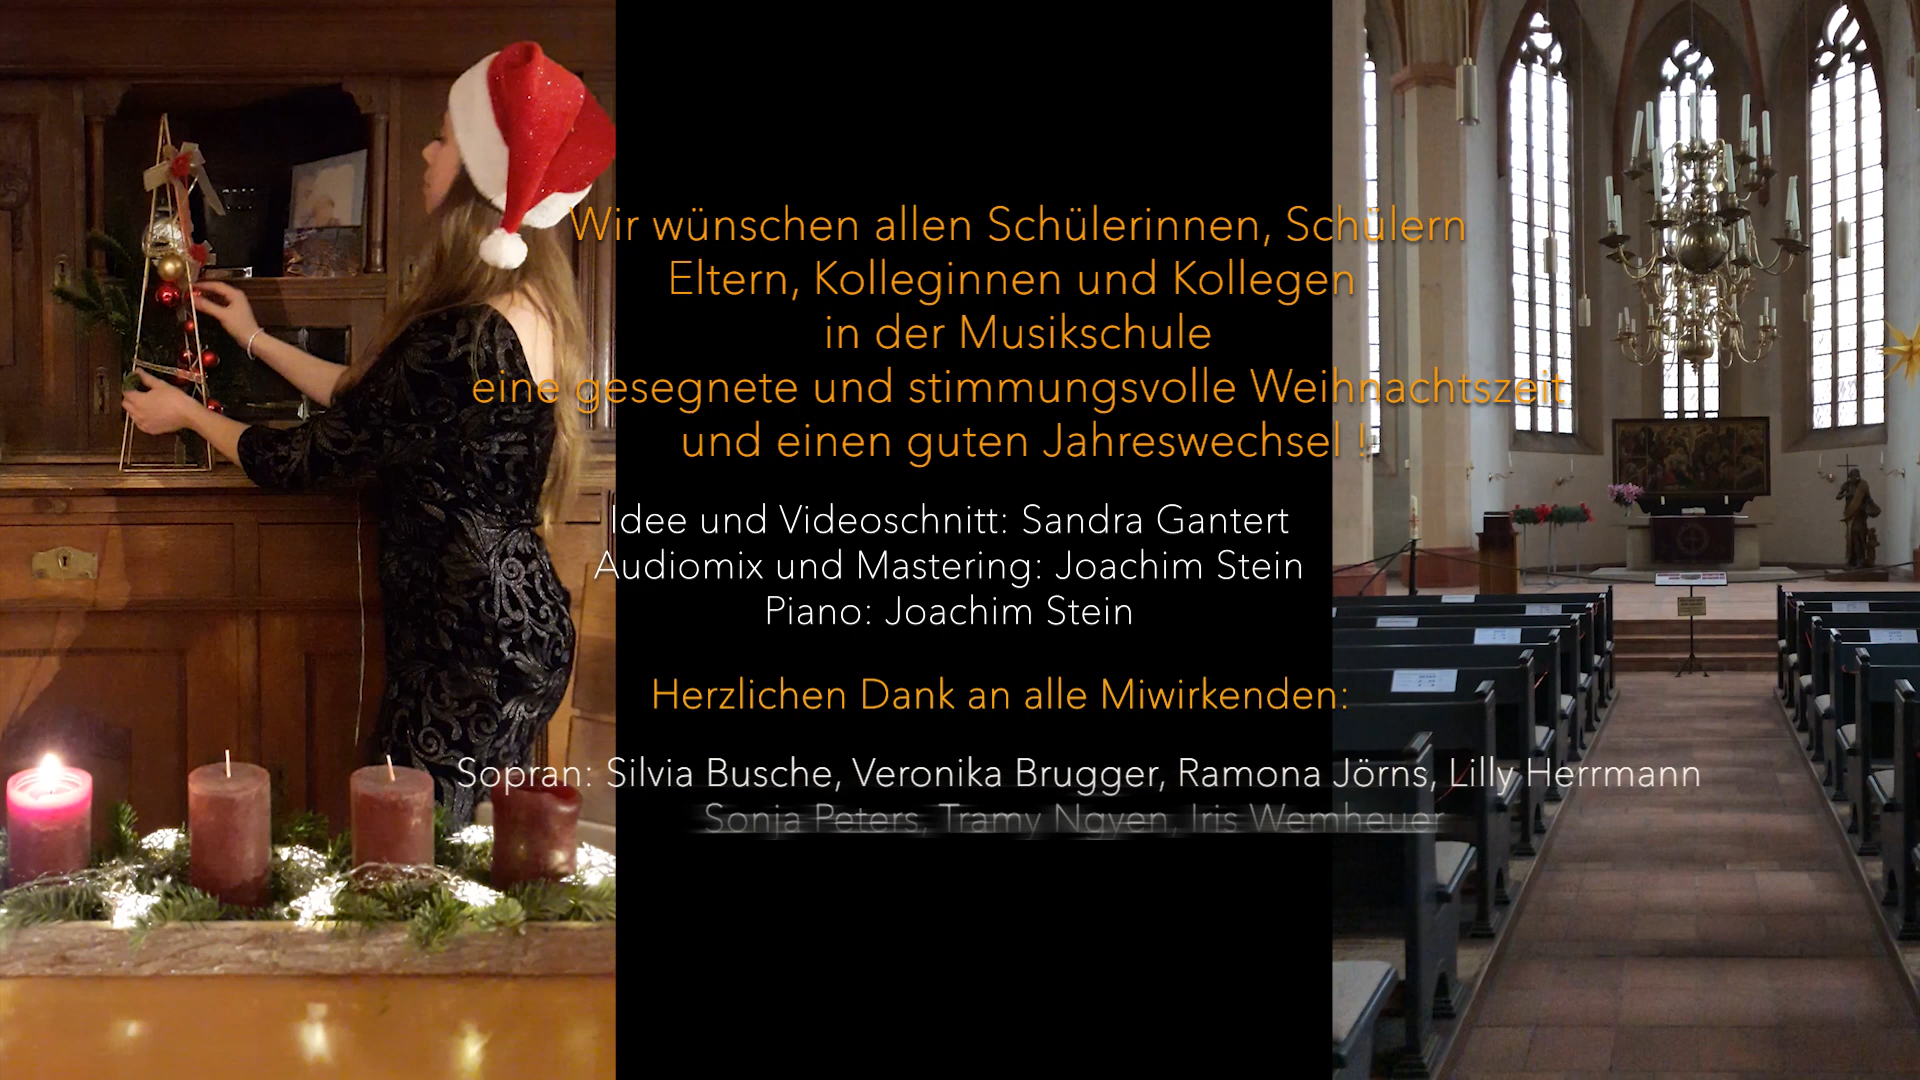 Wir wünschen allen Schülerinnen, Schülern
Eltern, Kolleginnen und Kollegen
in der Musikschule
eine gesegnete und stimmungsvolle Weihnachtszeit
und einen guten Jahreswechsel !
Idee und Videoschnitt: Sandra Gantert
Audiomix und Mastering: Joachim Stein
Piano: Joachim Stein
Herzlichen Dank an alle Miwirkenden:
Sopran: Silvia Busche, Veronika Brugger, Ramona Jörns, Lilly Herrmann
Sonja Peters, Tramy Ngyen, Iris Wemheuer